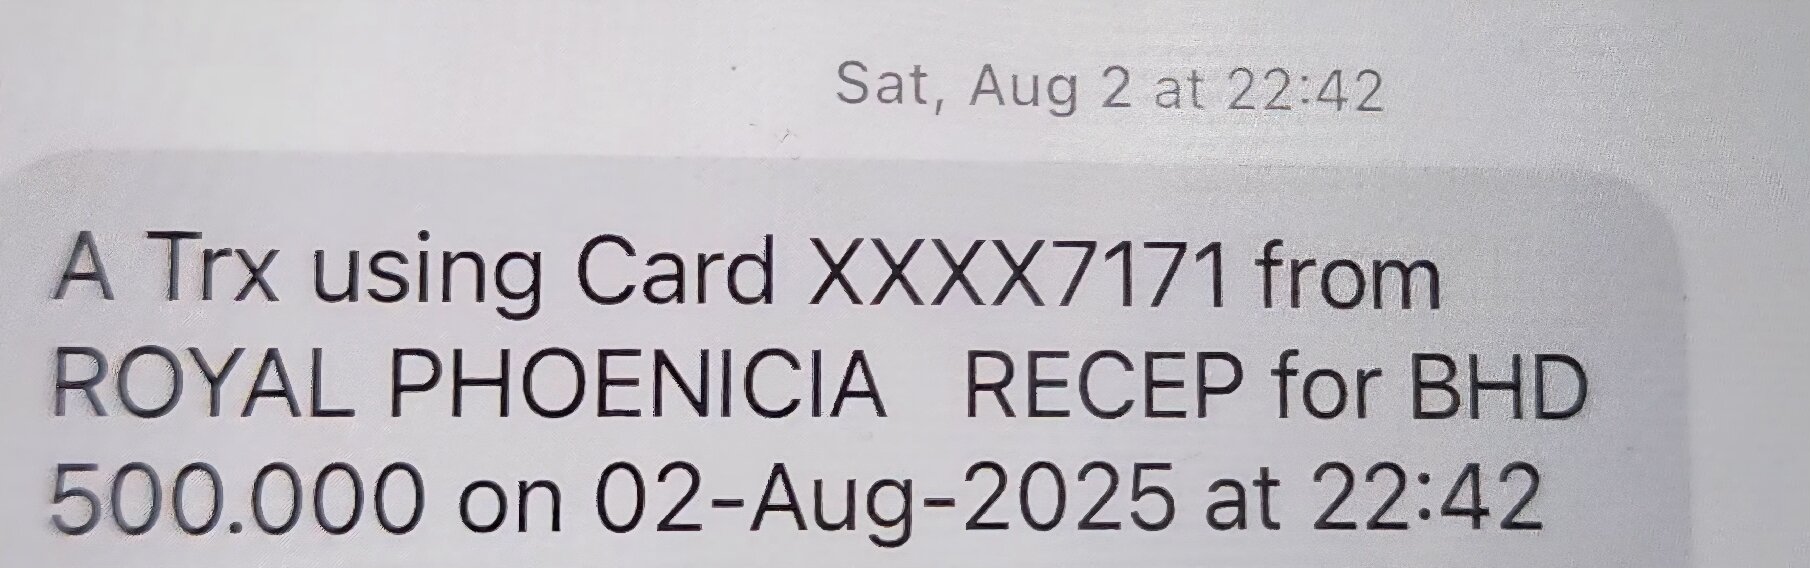 Sat, Aug 2 at 22:42
A Trx using Card XXXX7171 from
ROYAL PHOENICIA   RECEP for BHD
500.000 on 02-Aug-2025 at 22:42